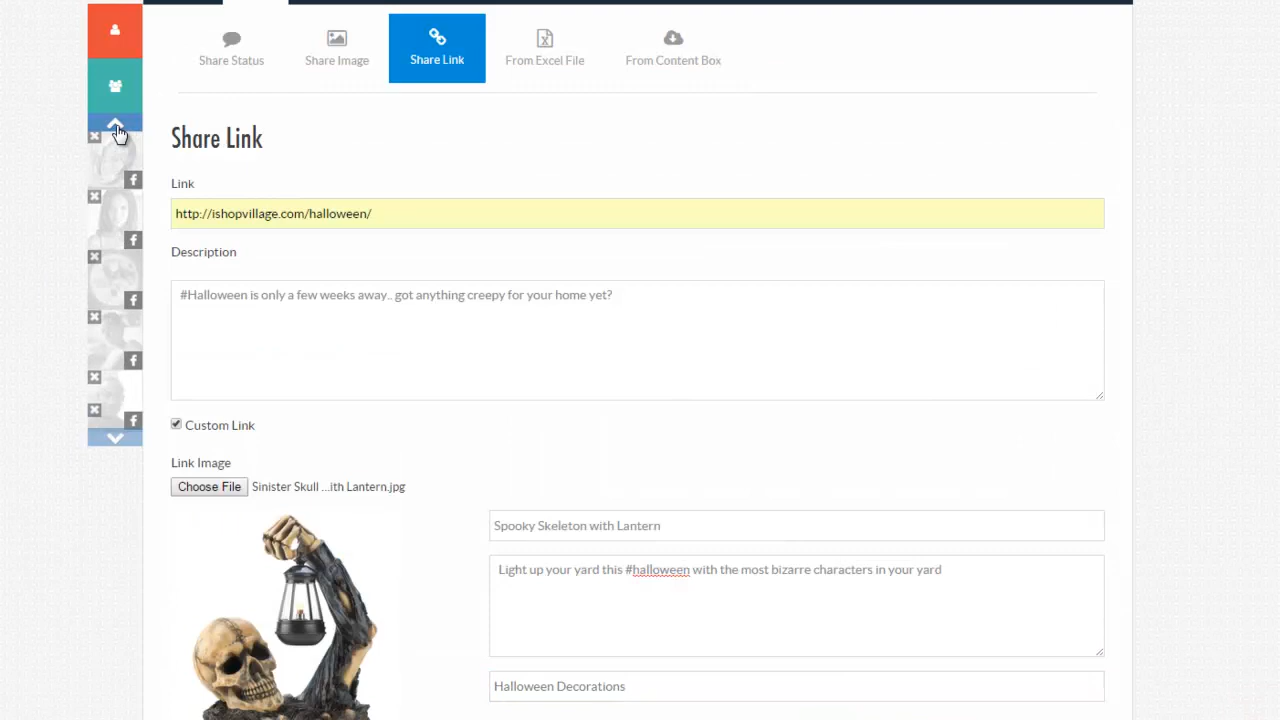 Share Status
Share Image
Share Link
From Excel File
From Content Box
Share Link
Link
http://ishopvillage.com/halloween/
Description
#Halloween is only a few weeks away.. got anything creepy for your home yet?
Custom Link
Link Image
Choose File Sinister Skull ...ith Lantern.jpg
Spooky Skeleton with Lantern
Light up your yard this #halloween with the most bizarre characters in your yard
Halloween Decorations